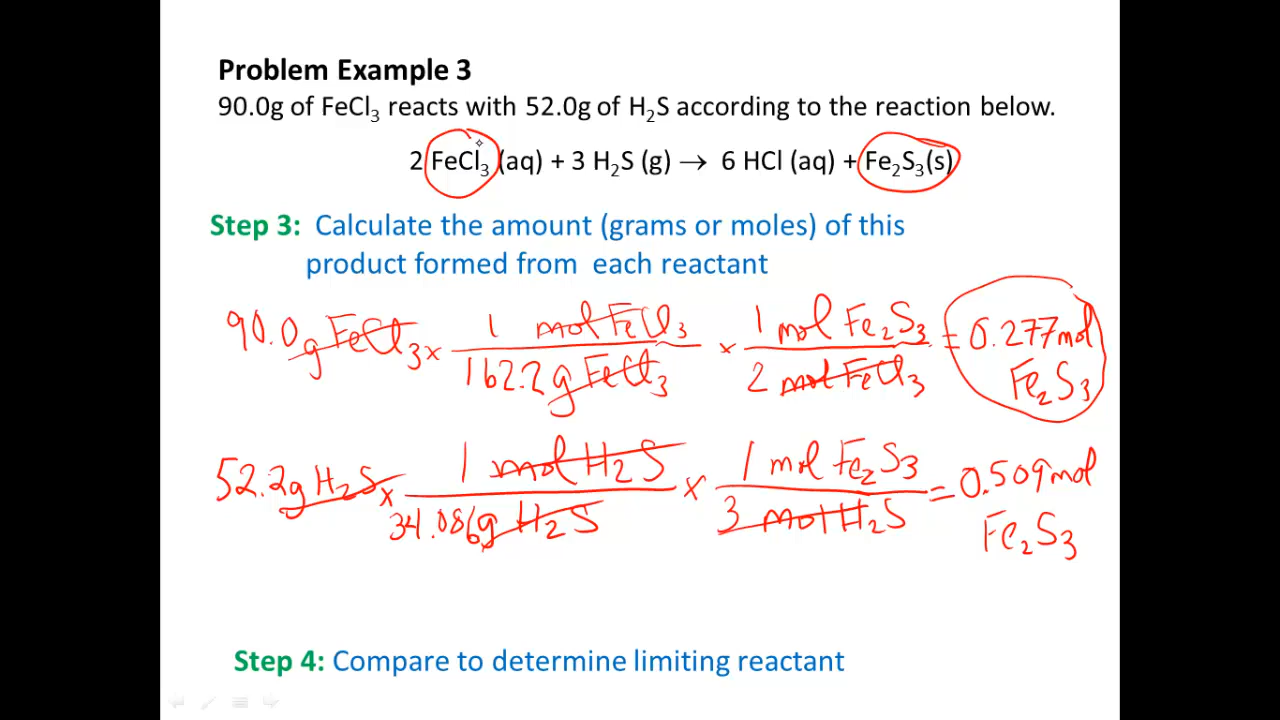 Problem Example 3
90.0g of FeCl₃ reacts with 52.0g of H₂S according to the reaction below.
2 FeCl₃ (aq) + 3 H₂S (g) → 6 HCl (aq) + Fe₂S₃(s)
Step 3: Calculate the amount (grams or moles) of this
product formed from each reactant
90.0g FeCl₃ x 1 mol FeCl₃ / 162.2g FeCl₃ x 1 mol Fe₂S₃ / 2 mol FeCl₃ = 0.277mol
Fe₂S₃
52.2g H₂S x 1 mol H2S / 34.086g H₂S x 1 mol Fe₂S₃ / 3 mol H₂S = 0.509mol
Fe₂S₃
Step 4: Compare to determine limiting reactant